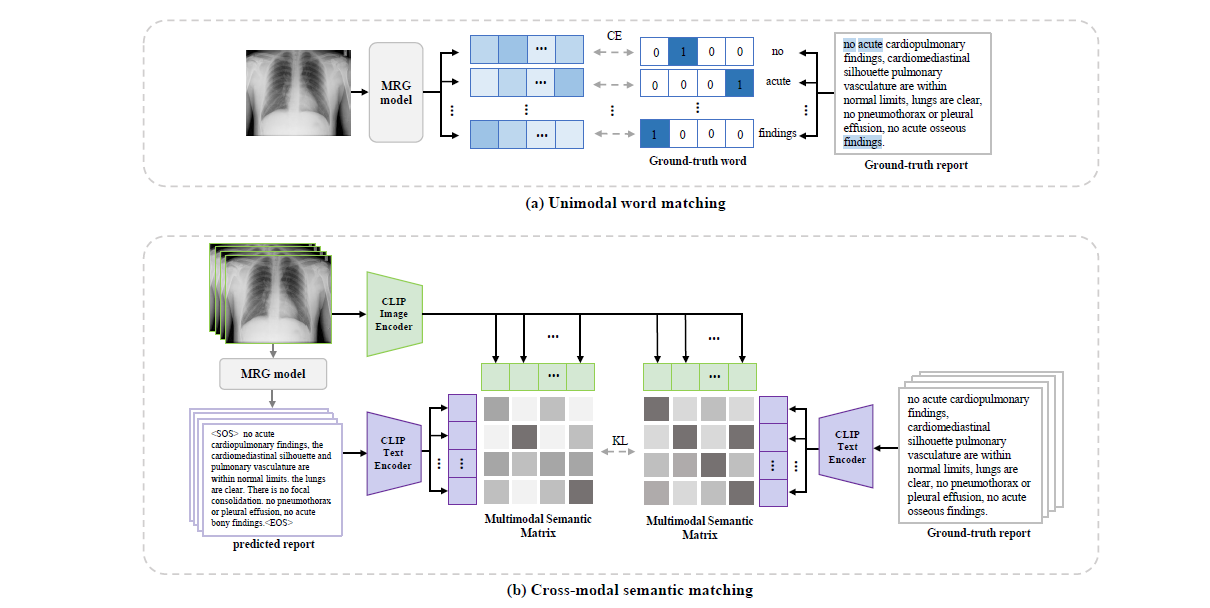 CE
no acute cardiopulmonary
findings, cardiomediastinal
silhouette pulmonary
vasculature are within
normal limits, lungs are clear,
no pneumothorax or pleural
effusion, no acute osseous
findings.
Ground-truth report
MRG
model
...
0 1 0 0
no
...
0 0 0 1
acute
...
1 0 0 0
findings
Ground-truth word
(a) Unimodal word matching
CLIP
Image
Encoder
...
...
MRG model
...
...
<SOS> no acute
cardiopulmonary findings, the
cardiomediastinal silhouette and
pulmonary vasculature are
within normal limits. the lungs
are clear. There is no focal
consolidation. no pneumothorax
or pleural effusion, no acute
bony findings.<EOS>
predicted report
CLIP
Text
Encoder
KL
Multimodal Semantic
Matrix
Multimodal Semantic
Matrix
CLIP
Text
Encoder
no acute cardiopulmonary
findings,
cardiomediastinal
silhouette pulmonary
vasculature are within
normal limits, lungs are
clear, no pneumothorax or
pleural effusion, no acute
osseous findings.
Ground-truth report
(b) Cross-modal semantic matching